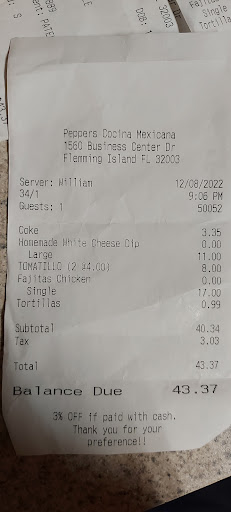 Peppers Cocina Mexicana
1560 Business Center Dr
Flemming Island FL 32003
Server: William 12/08/2022
34/1 9:06 PM
Guests: 1 50052
Coke 3.35
Homemade White Cheese Dip 0.00
Large 11.00
TOMATILLO (2 @4.00) 8.00
Fajitas Chicken 0.00
Single 17.00
Tortillas 0.99
Subtotal 40.34
Tax 3.03
Total 43.37
Balance Due 43.37
3% OFF if paid with cash.
Thank you for your
preference!!
Single
Tortilla